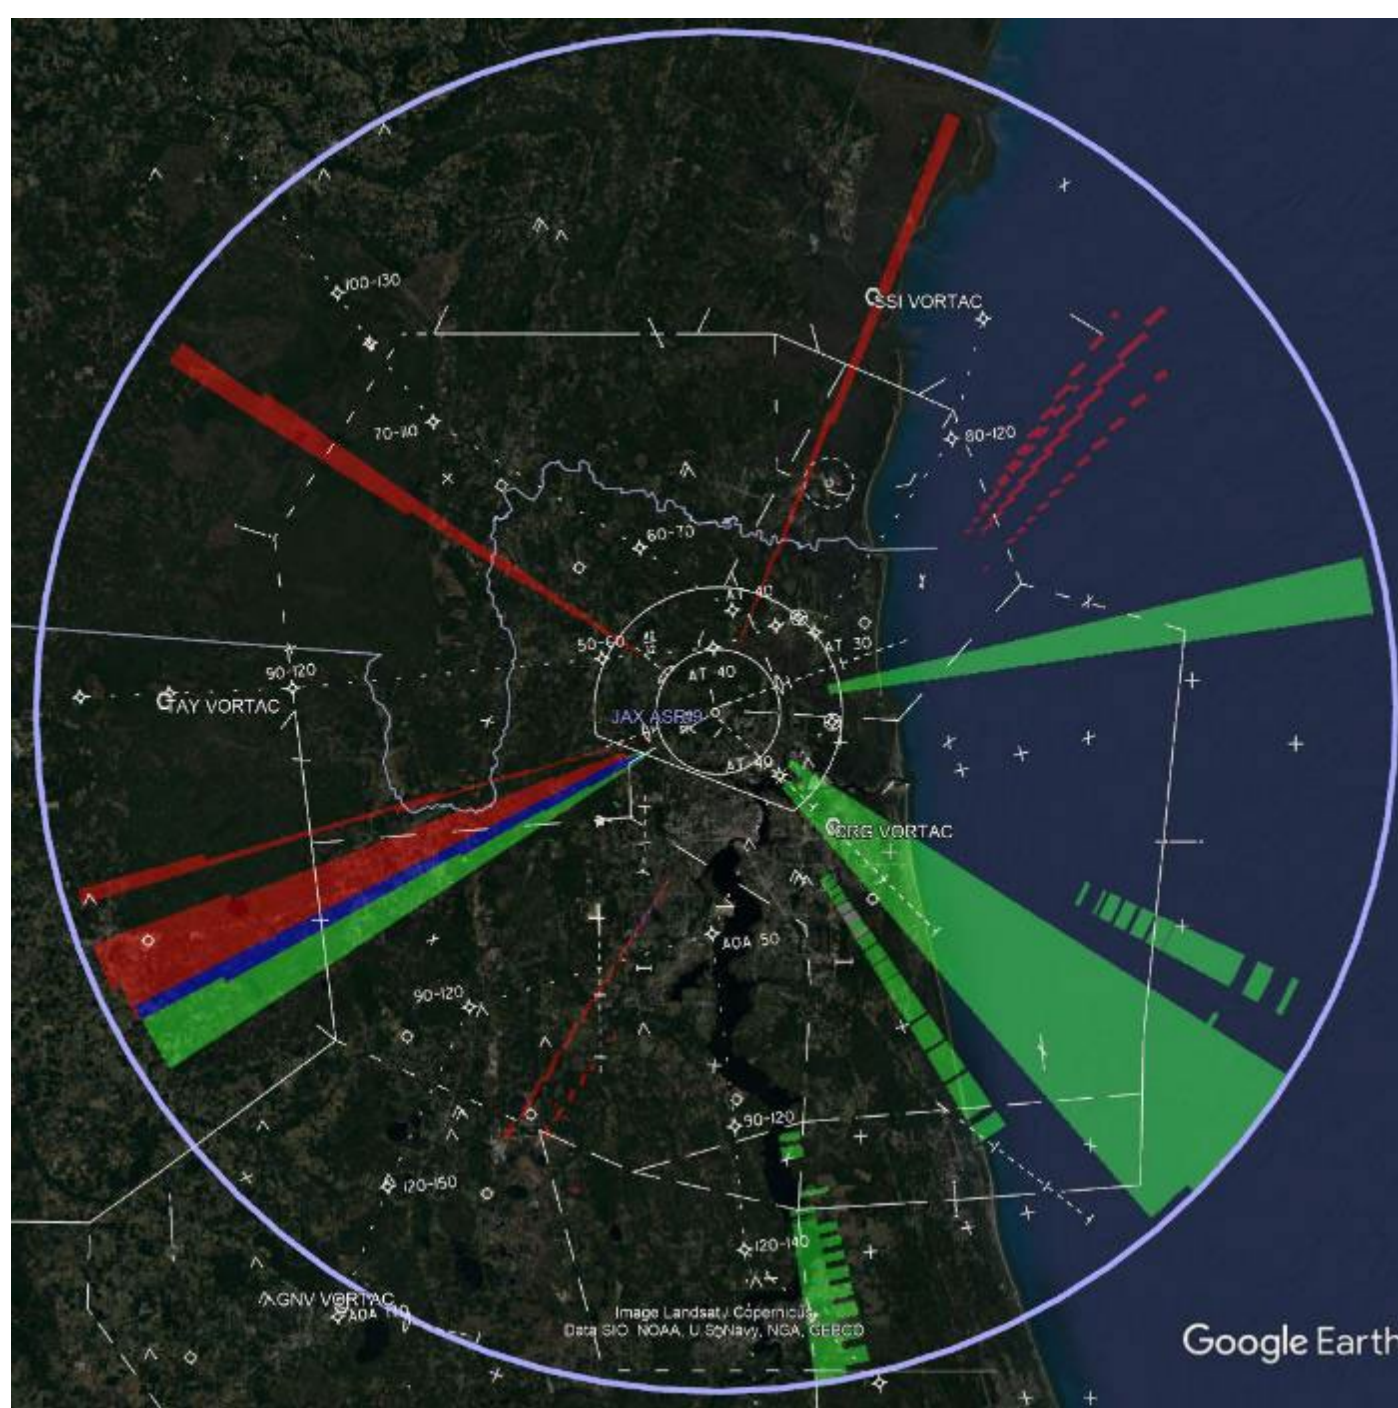 100-130
SSI VORTAC
70-110
80-120
60-70
AT 40
50-60
AT 30
90-120
AT 40
TAY VORTAC
JAX ASR 9
AT 40
CRG VORTAC
AOA 50
90-120
90-120
120-150
120-140
GNV VORTAC
AOA 110
Image Landsat / Copernicus
Data SIO, NOAA, U.S. Navy, NGA, GEBCO
Google Earth